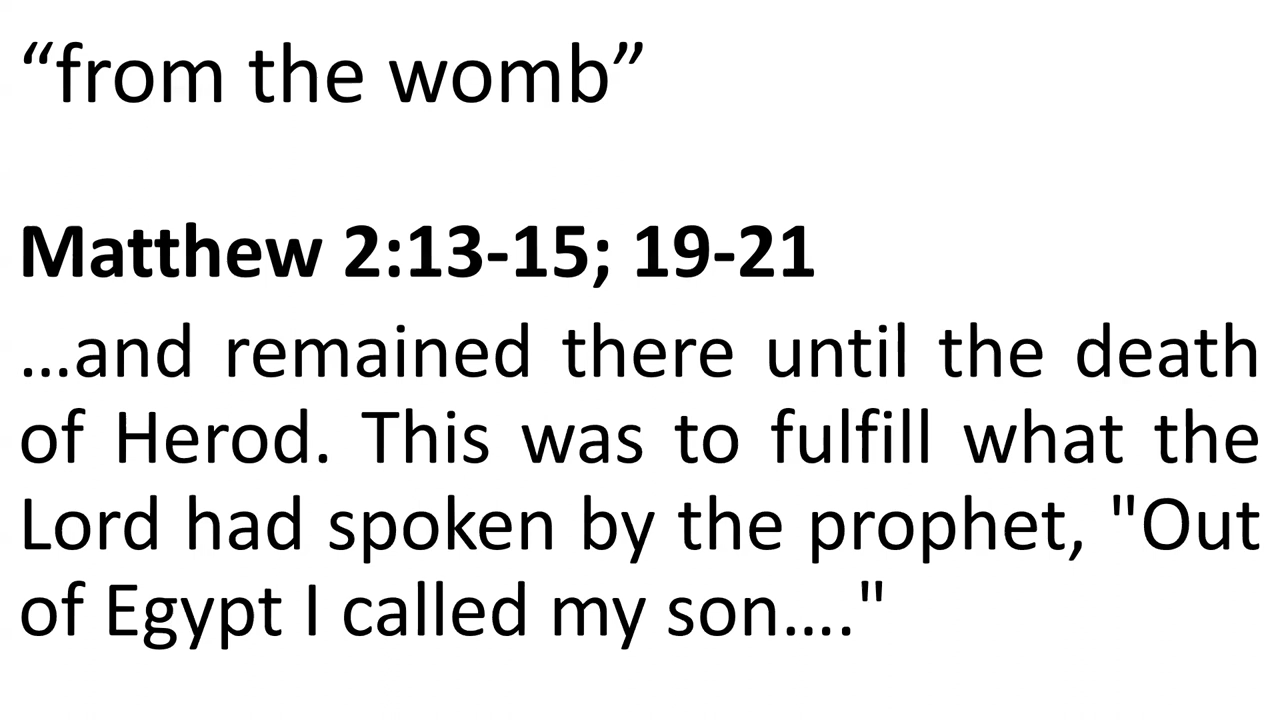 “from the womb”
Matthew 2:13-15; 19-21
…and remained there until the death
of Herod. This was to fulfill what the
Lord had spoken by the prophet, "Out
of Egypt I called my son…."